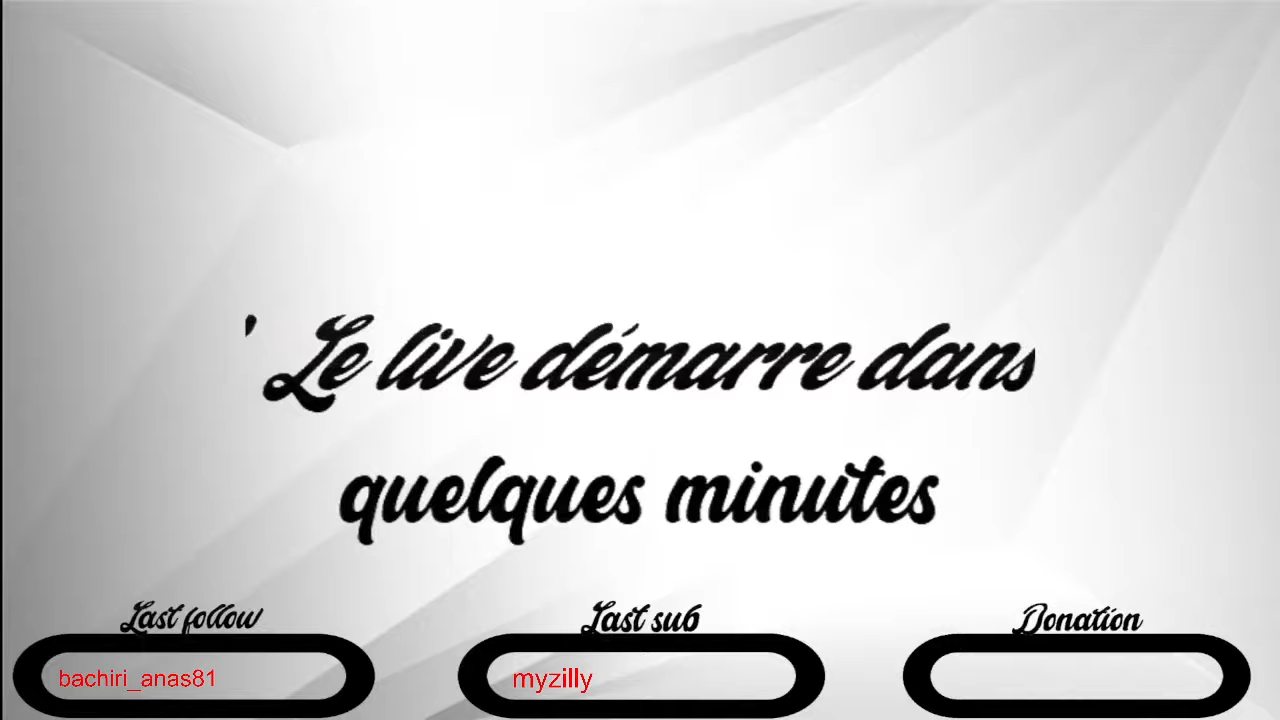 ' Le live démarre dans
quelques minutes
Last follow
Last sub
Donation
bachiri_anas81
myzilly